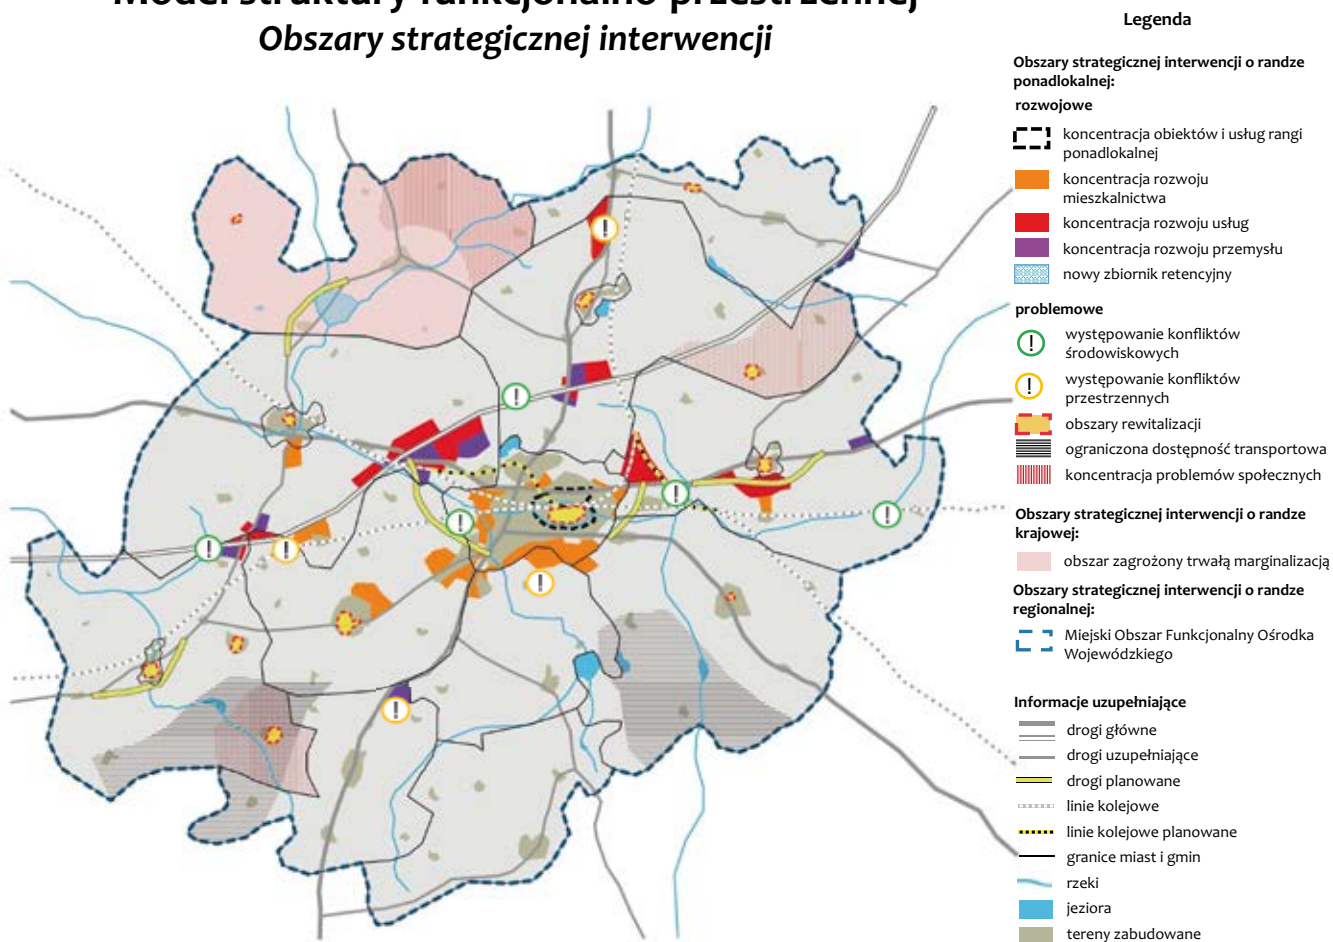 Model struktury funkcjonalno-przestrzennej
Obszary strategicznej interwencji
Legenda
Obszary strategicznej interwencji o randze
ponadlokalnej:
rozwojowe
koncentracja obiektów i usług rangi
ponadlokalnej
koncentracja rozwoju
mieszkalnictwa
koncentracja rozwoju usług
koncentracja rozwoju przemysłu
nowy zbiornik retencyjny
problemowe
! występowanie konfliktów
środowiskowych
! występowanie konfliktów
przestrzennych
obszary rewitalizacji
ograniczona dostępność transportowa
koncentracja problemów społecznych
Obszary strategicznej interwencji o randze
krajowej:
obszar zagrożony trwałą marginalizacją
Obszary strategicznej interwencji o randze
regionalnej:
Miejski Obszar Funkcjonalny Ośrodka
Wojewódzkiego
Informacje uzupełniające
drogi główne
drogi uzupełniające
drogi planowane
linie kolejowe
linie kolejowe planowane
granice miast i gmin
rzeki
jeziora
tereny zabudowane
!
!
!
!
!
!
!
!
!